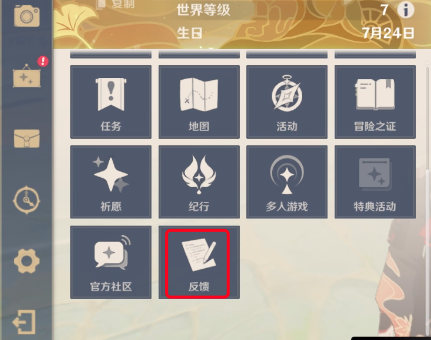 复制
世界等级 7
生日 7月24日
任务 地图 活动 冒险之证
祈愿 纪行 多人游戏 特典活动
官方社区 反馈